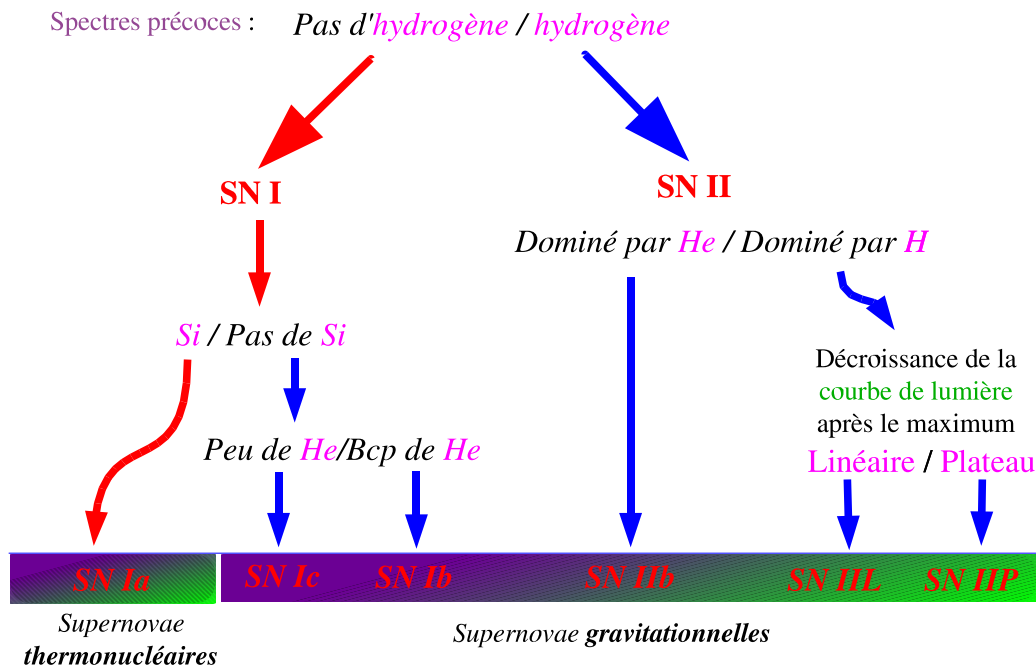 Spectres précoces : Pas d'hydrogène / hydrogène
SN I
SN II
Dominé par He / Dominé par H
Si / Pas de Si
Décroissance de la
courbe de lumière
après le maximum
Linéaire / Plateau
Peu de He/Bcp de He
SN Ia
SN Ic
SN Ib
SN IIb
SN IIL
SN IIP
Supernovae
thermonucléaires
Supernovae gravitationnelles